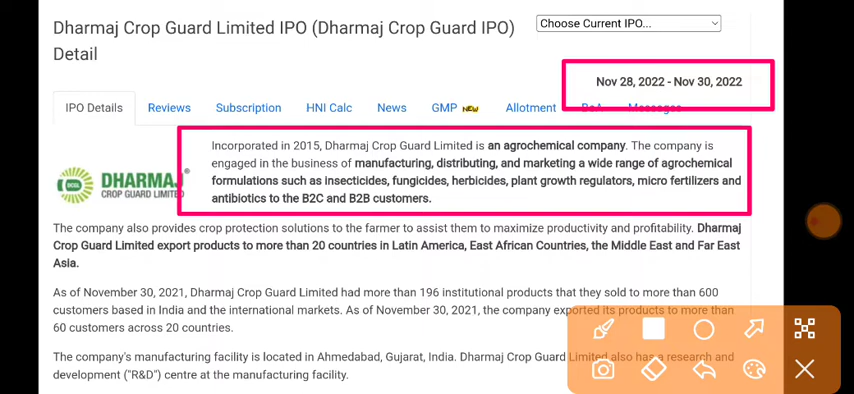 Dharmaj Crop Guard Limited IPO (Dharmaj Crop Guard IPO)
Detail
Choose Current IPO...
Nov 28, 2022 - Nov 30, 2022
IPO Details Reviews Subscription HNI Calc News GMP NEW Allotment BoA Messages
Incorporated in 2015, Dharmaj Crop Guard Limited is an agrochemical company. The company is
engaged in the business of manufacturing, distributing, and marketing a wide range of agrochemical
formulations such as insecticides, fungicides, herbicides, plant growth regulators, micro fertilizers and
antibiotics to the B2C and B2B customers.
DCGL
DHARMAJ®
CROP GUARD LIMITED
The company also provides crop protection solutions to the farmer to assist them to maximize productivity and profitability. Dharmaj
Crop Guard Limited export products to more than 20 countries in Latin America, East African Countries, the Middle East and Far East
Asia.
As of November 30, 2021, Dharmaj Crop Guard Limited had more than 196 institutional products that they sold to more than 600
customers based in India and the international markets. As of November 30, 2021, the company exported its products to more than
60 customers across 20 countries.
The company's manufacturing facility is located in Ahmedabad, Gujarat, India. Dharmaj Crop Guard Limited also has a research and
development ("R&D") centre at the manufacturing facility.